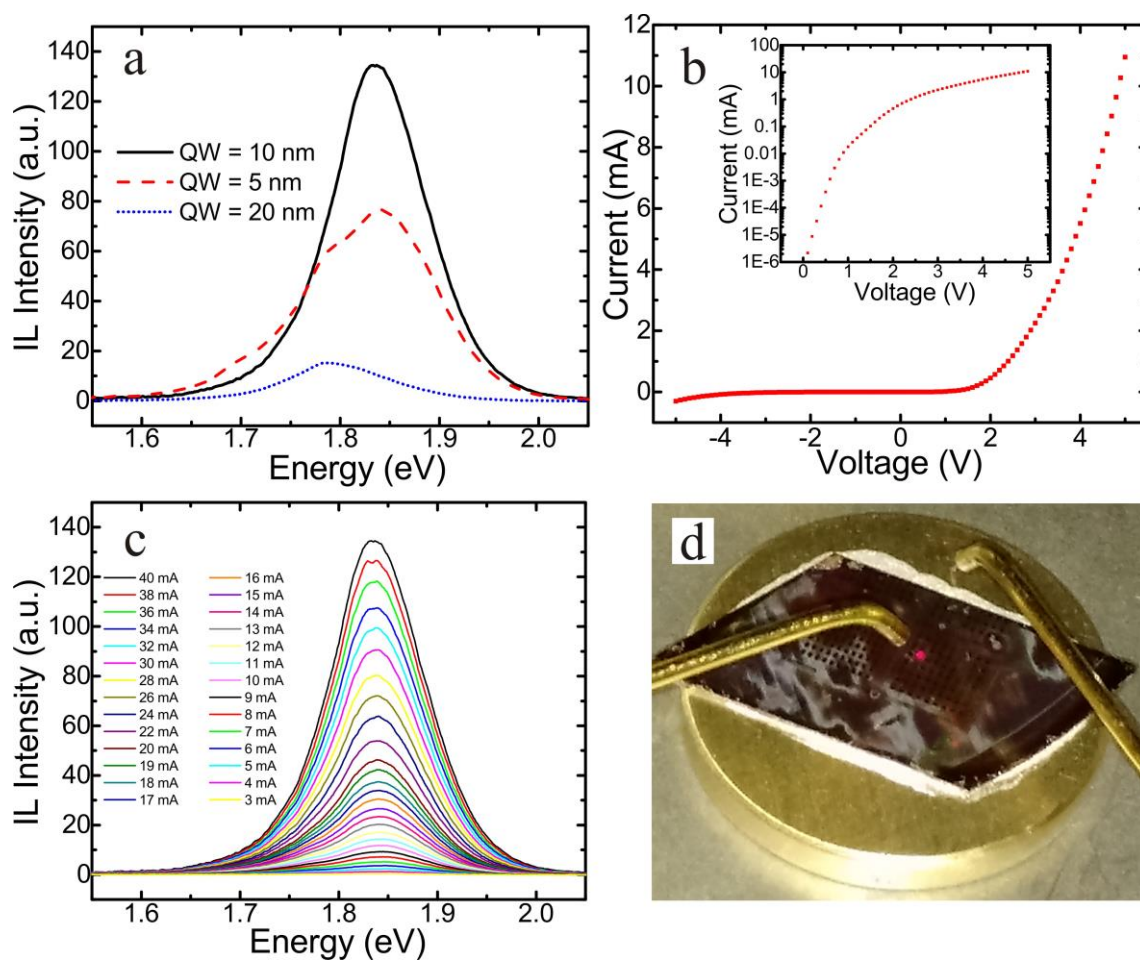 a
140
120
100
80
60
40
20
0
IL Intensity (a.u.)
QW = 10 nm
QW = 5 nm
QW = 20 nm
1.6 1.7 1.8 1.9 2.0
Energy (eV)
b
12
10
8
6
4
2
0
Current (mA)
100
10
1
0.1
0.01
1E-3
1E-4
1E-5
1E-6
Current (mA)
0 1 2 3 4 5
Voltage (V)
-4 -2 0 2 4
Voltage (V)
c
140
120
100
80
60
40
20
0
IL Intensity (a.u.)
40 mA 16 mA
38 mA 15 mA
36 mA 14 mA
34 mA 13 mA
32 mA 12 mA
30 mA 11 mA
28 mA 10 mA
26 mA 9 mA
24 mA 8 mA
22 mA 7 mA
20 mA 6 mA
19 mA 5 mA
18 mA 4 mA
17 mA 3 mA
1.6 1.7 1.8 1.9 2.0
Energy (eV)
d